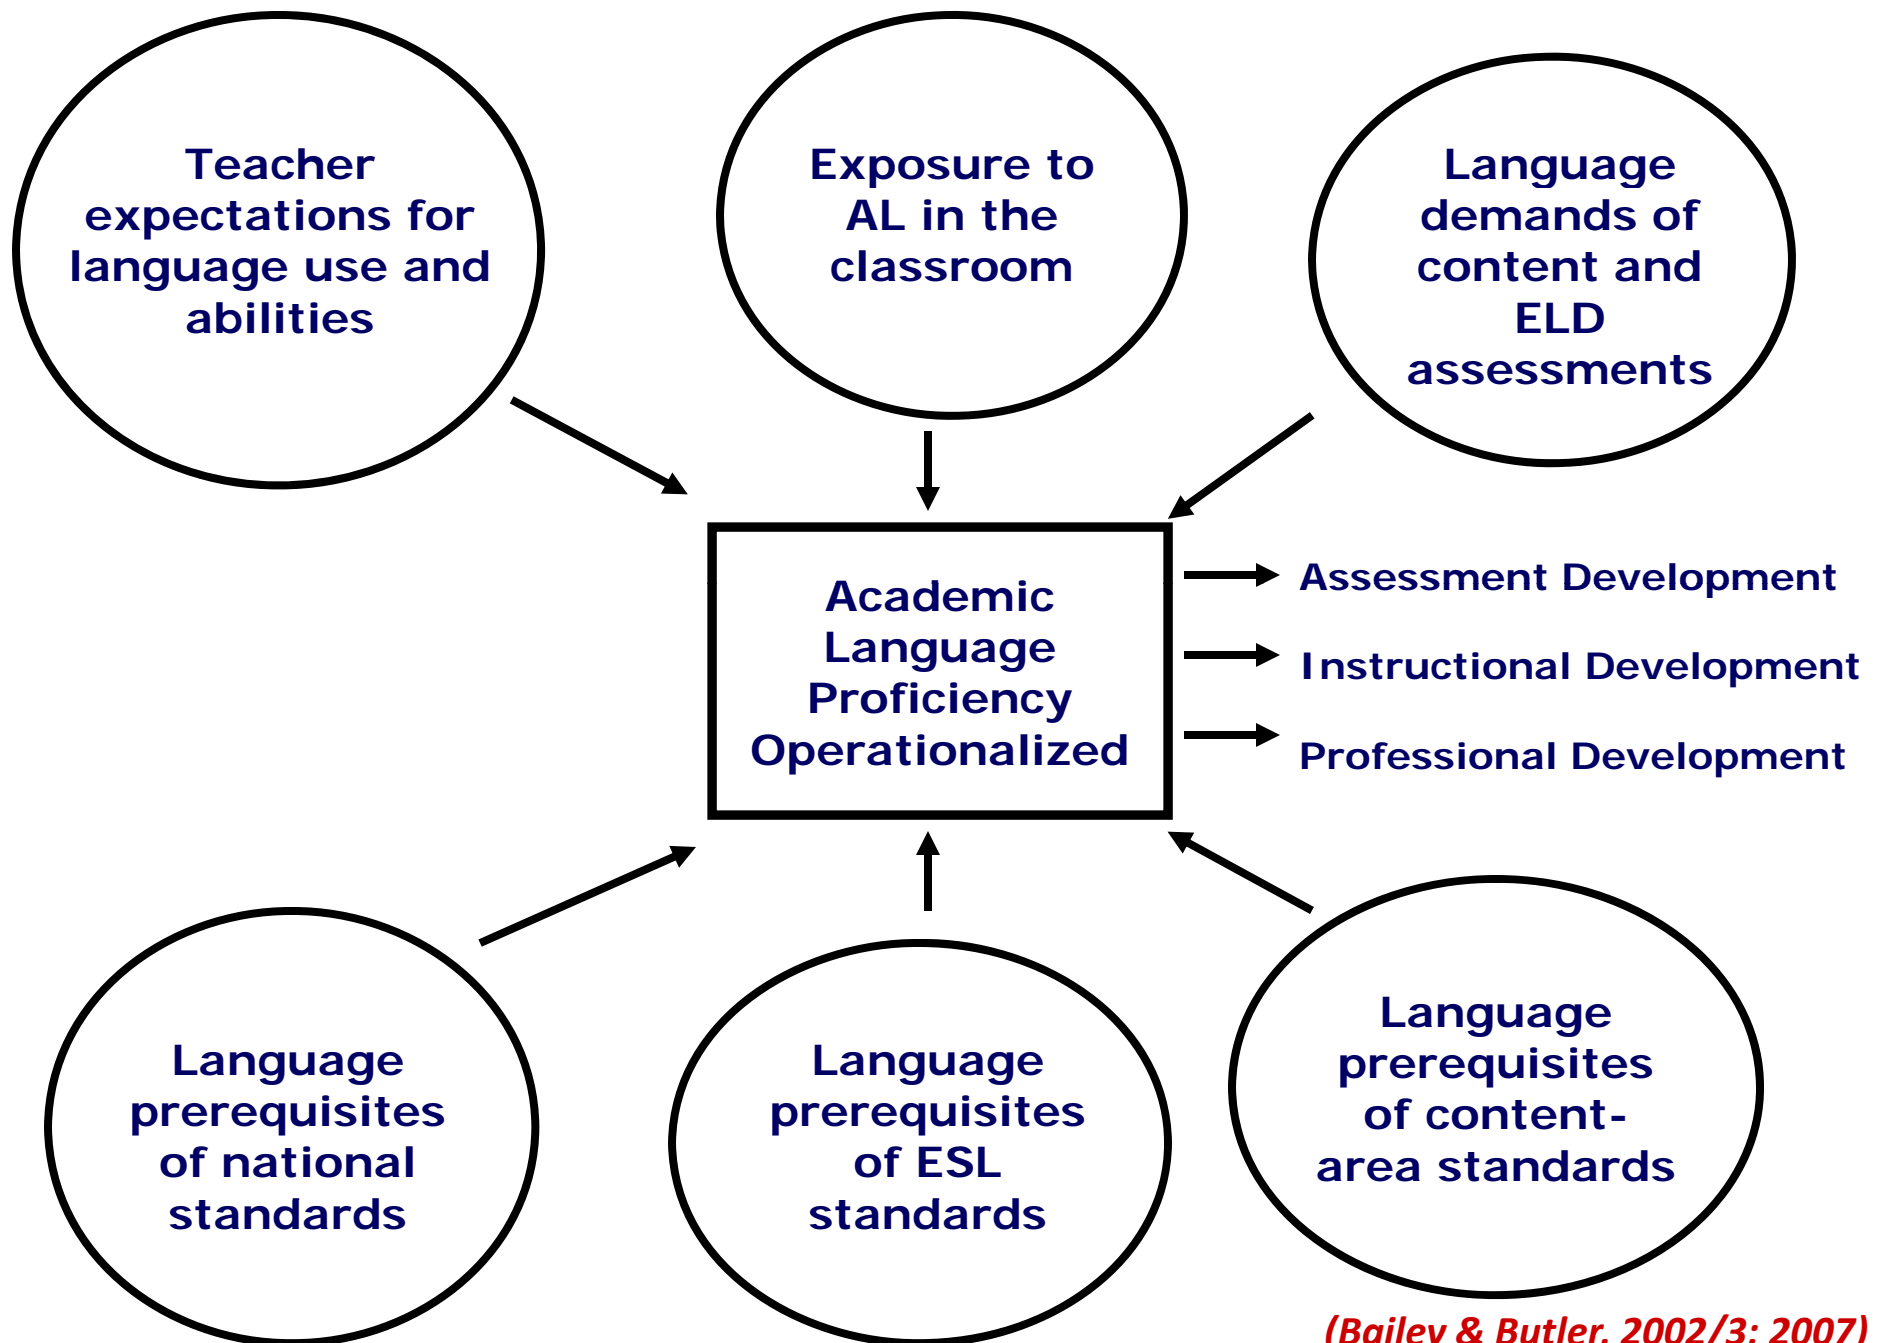 Teacher
expectations for
language use and
abilities
Exposure to
AL in the
classroom
Language
demands of
content and
ELD
assessments
Academic
Language
Proficiency
Operationalized
Assessment Development
Instructional Development
Professional Development
Language
prerequisites
of national
standards
Language
prerequisites
of ESL
standards
Language
prerequisites
of content-
area standards
(Bailey & Butler, 2002/3; 2007)